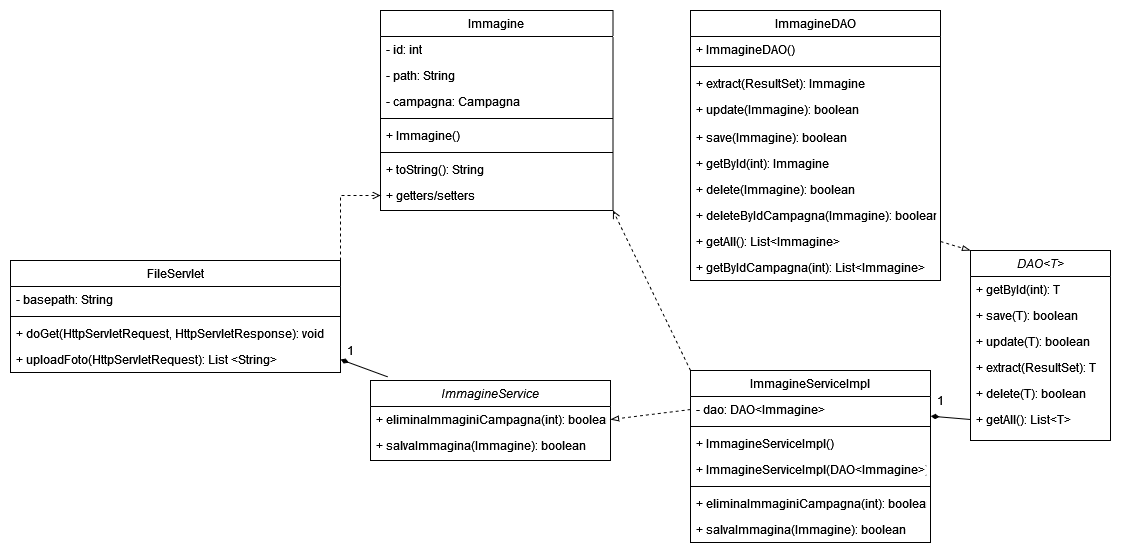 Immagine
- id: int
- path: String
- campagna: Campagna
+ Immagine()
+ toString(): String
+ getters/setters
ImmagineDAO
+ ImmagineDAO()
+ extract(ResultSet): Immagine
+ update(Immagine): boolean
+ save(Immagine): boolean
+ getById(int): Immagine
+ delete(Immagine): boolean
+ deleteByIdCampagna(Immagine): boolean
+ getAll(): List<Immagine>
+ getByIdCampagna(int): List<Immagine>
DAO<T>
+ getById(int): T
+ save(T): boolean
+ update(T): boolean
+ extract(ResultSet): T
+ delete(T): boolean
+ getAll(): List<T>
FileServlet
- basepath: String
+ doGet(HttpServletRequest, HttpServletResponse): void
+ uploadFoto(HttpServletRequest): List <String>
1
ImmagineService
+ eliminaImmaginiCampagna(int): boolea
+ salvaImmagina(Immagine): boolean
ImmagineServiceImpl
- dao: DAO<Immagine>
+ ImmagineServiceImpl()
+ ImmagineServiceImpl(DAO<Immagine>)
+ eliminaImmaginiCampagna(int): boolea
+ salvaImmagina(Immagine): boolean
1